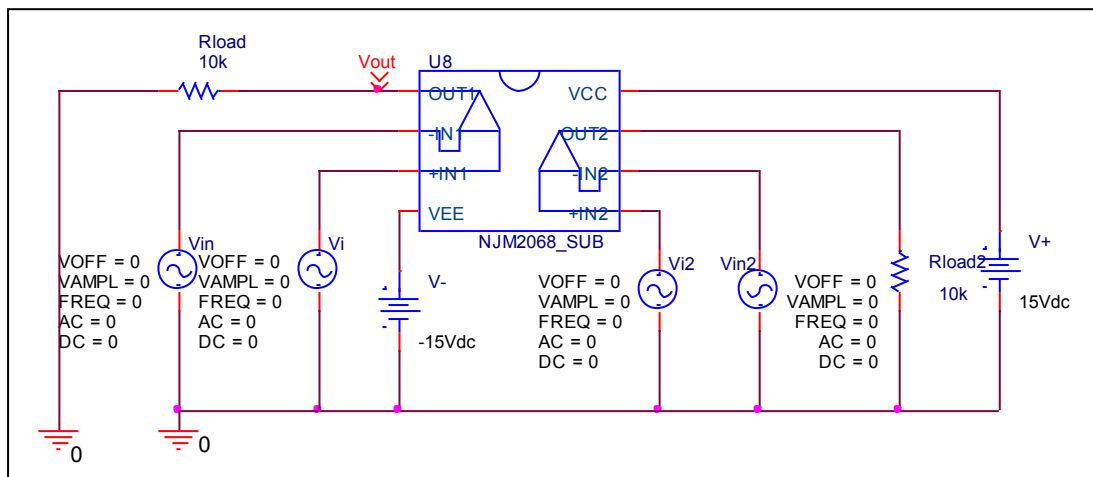 Rload
10k
Vout
U8
OUT1
-IN
+IN1
VEE
VCC
OUT2
-IN2
+IN2
NJM2068_SUB
Vin
VOFF = 0
VAMPL = 0
FREQ = 0
AC = 0
DC = 0
Vi
VOFF = 0
VAMPL = 0
FREQ = 0
AC = 0
DC = 0
V-
-15Vdc
Vi2
VOFF = 0
VAMPL = 0
FREQ = 0
AC = 0
DC = 0
Vin2
VOFF = 0
VAMPL = 0
FREQ = 0
AC = 0
DC = 0
Rload2
10k
V+
15Vdc
0
0